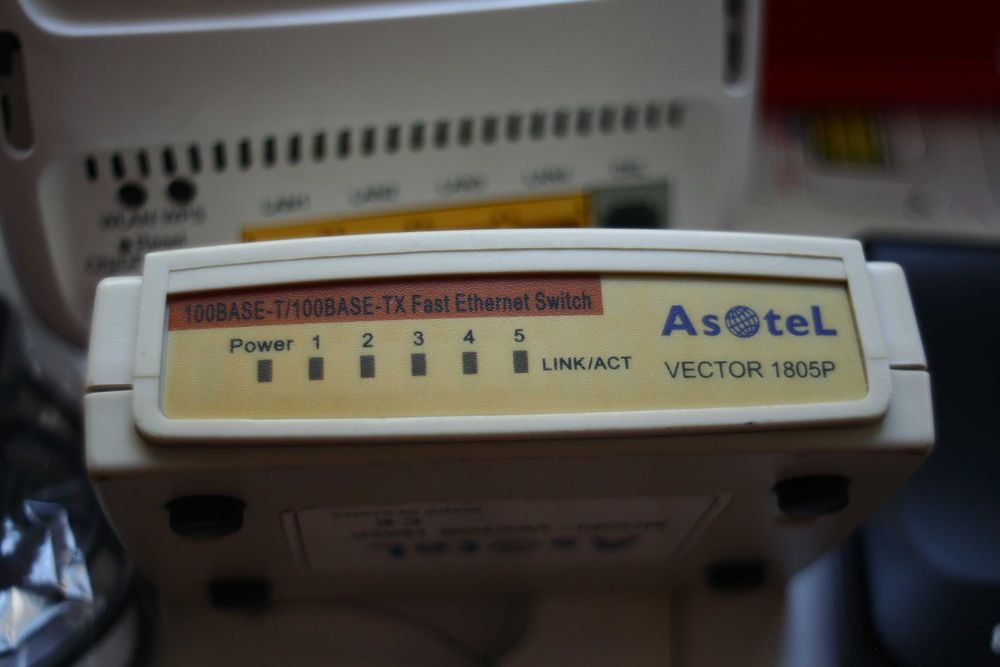 WLAN WPS
Reset
LAN1 LAN2 LAN3 LAN4 DSL
100BASE-T/100BASE-TX Fast Ethernet Switch
AsoteL
Power 1 2 3 4 5
LINK/ACT
VECTOR 1805P